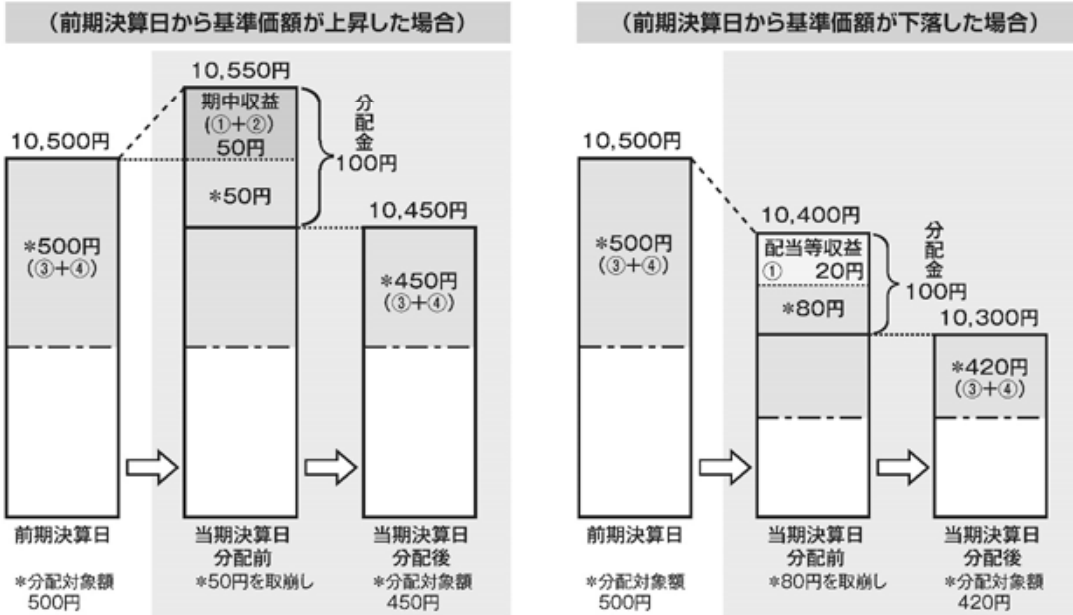 (前期決算日から基準価額が上昇した場合)
10,550円
期中収益
(①+②)
50円
*50円
分配金
100円
10,500円
*500円
(③+④)
10,450円
*450円
(③+④)
前期決算日
当期決算日
分配前
当期決算日
分配後
*分配対象額
500円
*50円を取崩し
*分配対象額
450円
(前期決算日から基準価額が下落した場合)
10,500円
*500円
(③+④)
10,400円
配当等収益
① 20円
*80円
分配金
100円
10,300円
*420円
(③+④)
前期決算日
当期決算日
分配前
当期決算日
分配後
*分配対象額
500円
*80円を取崩し
*分配対象額
420円